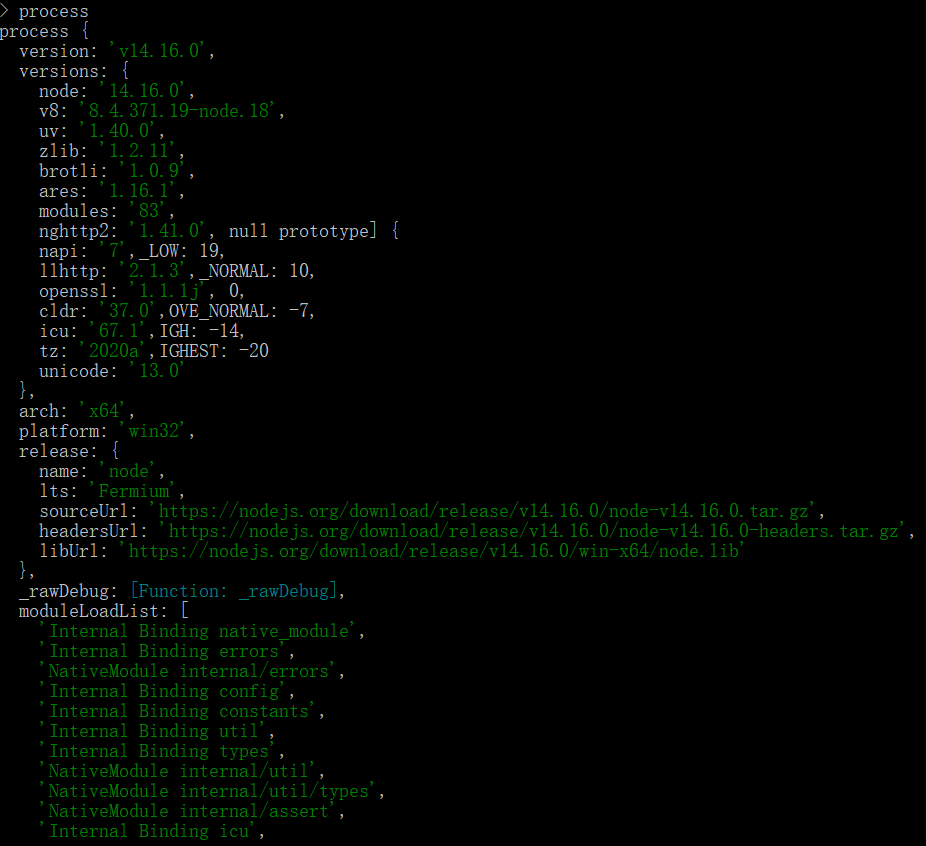 > process
process {
  version: 'v14.16.0',
  versions: {
    node: '14.16.0',
    v8: '8.4.371.19-node.18',
    uv: '1.40.0',
    zlib: '1.2.11',
    brotli: '1.0.9',
    ares: '1.16.1',
    modules: '83',
    nghttp2: '1.41.0', null prototype] {
    napi: '7',_LOW: 19,
    llhttp: '2.1.3',_NORMAL: 10,
    openssl: '1.1.1j', 0,
    cldr: '37.0',OVE_NORMAL: -7,
    icu: '67.1',IGH: -14,
    tz: '2020a',IGHEST: -20
    unicode: '13.0'
  },
  arch: 'x64',
  platform: 'win32',
  release: {
    name: 'node',
    lts: 'Fermium',
    sourceUrl: 'https://nodejs.org/download/release/v14.16.0/node-v14.16.0.tar.gz',
    headersUrl: 'https://nodejs.org/download/release/v14.16.0/node-v14.16.0-headers.tar.gz',
    libUrl: 'https://nodejs.org/download/release/v14.16.0/win-x64/node.lib'
  },
  _rawDebug: [Function: _rawDebug],
  moduleLoadList: [
    'Internal Binding native_module',
    'Internal Binding errors',
    'NativeModule internal/errors',
    'Internal Binding config',
    'Internal Binding constants',
    'Internal Binding util',
    'Internal Binding types',
    'NativeModule internal/util',
    'NativeModule internal/util/types',
    'NativeModule internal/assert',
    'Internal Binding icu',